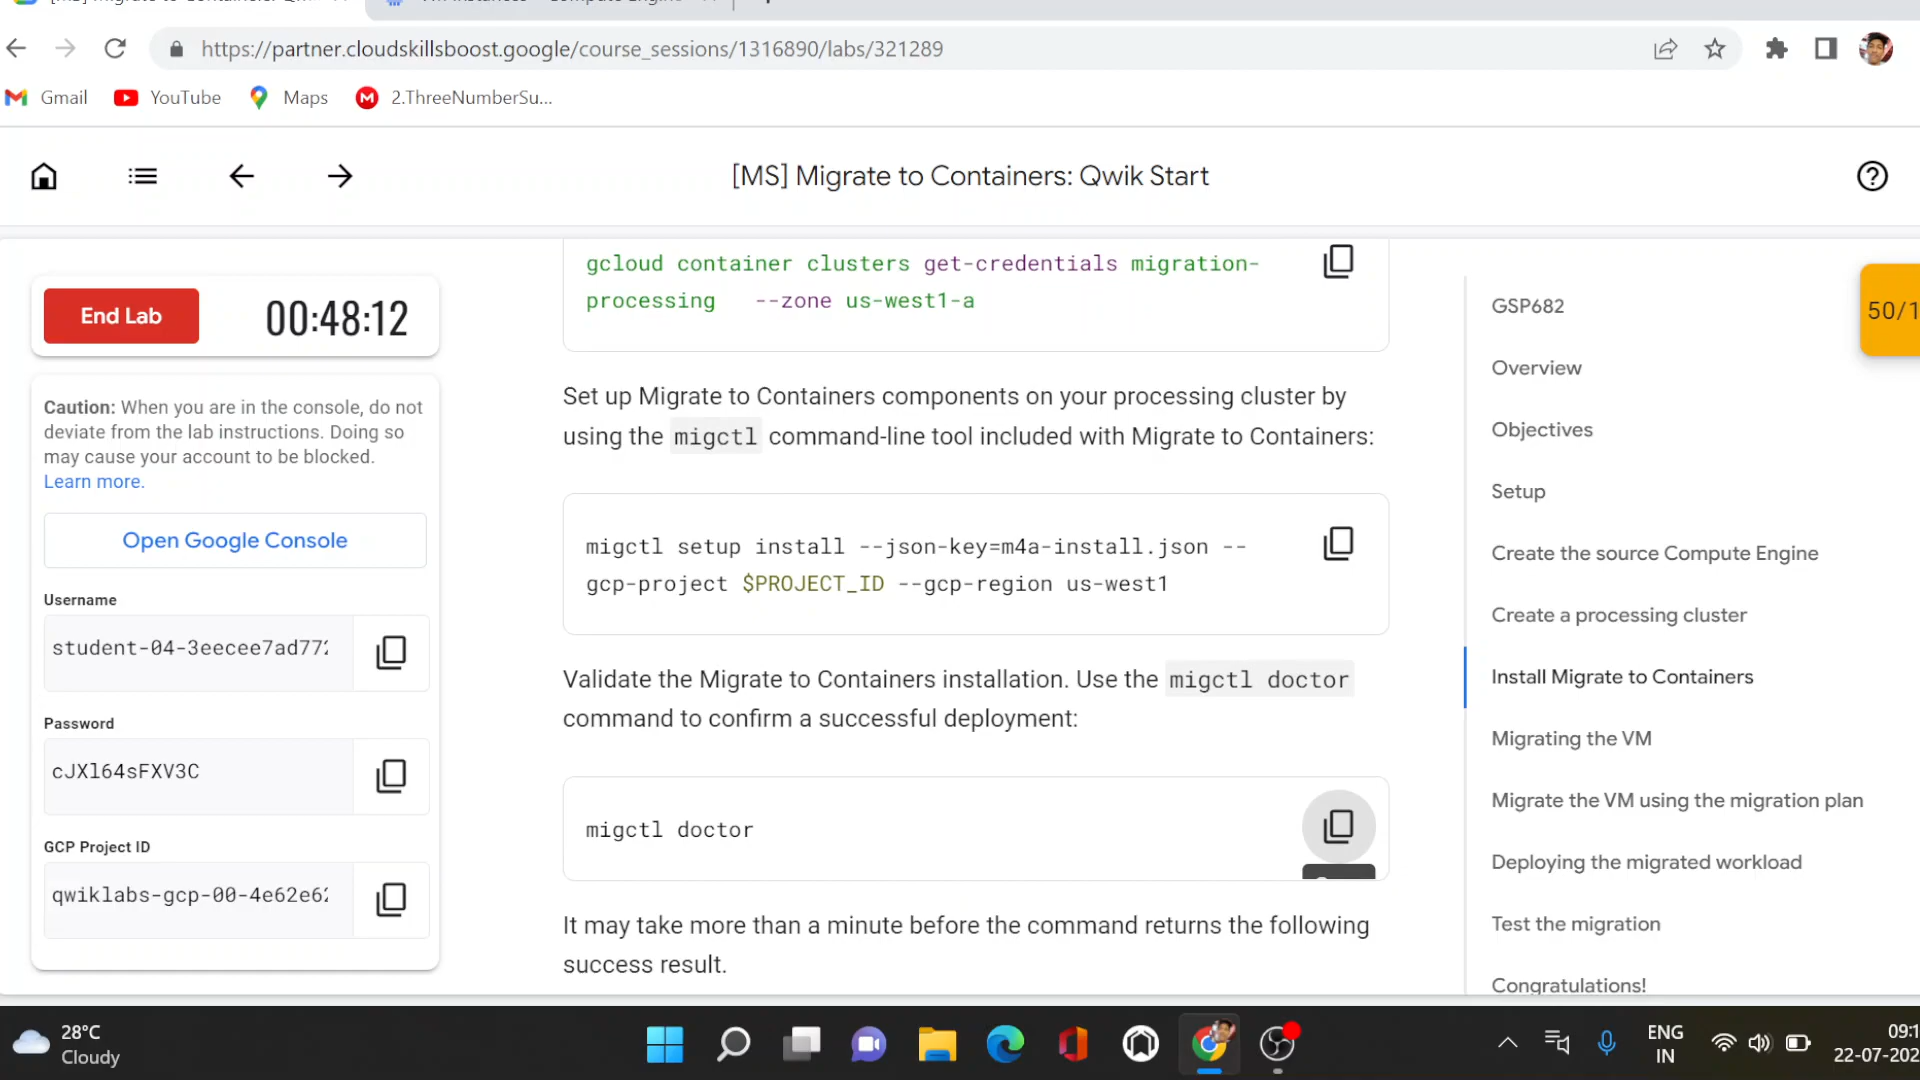 https://partner.cloudskillsboost.google/course_sessions/1316890/labs/321289
Gmail
YouTube
Maps
2.ThreeNumberSu...
[MS] Migrate to Containers: Qwik Start
End Lab
00:48:12
Caution: When you are in the console, do not
deviate from the lab instructions. Doing so
may cause your account to be blocked.
Learn more.
Open Google Console
Username
student-04-3eecee7ad772
Password
cJXl64sFXV3C
GCP Project ID
qwiklabs-gcp-00-4e62e62
gcloud container clusters get-credentials migration-
processing --zone us-west1-a
Set up Migrate to Containers components on your processing cluster by
using the migctl command-line tool included with Migrate to Containers:
migctl setup install --json-key=m4a-install.json --
gcp-project $PROJECT_ID --gcp-region us-west1
Validate the Migrate to Containers installation. Use the migctl doctor
command to confirm a successful deployment:
migctl doctor
It may take more than a minute before the command returns the following
success result.
GSP682
Overview
Objectives
Setup
Create the source Compute Engine
Create a processing cluster
Install Migrate to Containers
Migrating the VM
Migrate the VM using the migration plan
Deploying the migrated workload
Test the migration
Congratulations!
50/1
28°C
Cloudy
ENG
IN
09:1
22-07-202